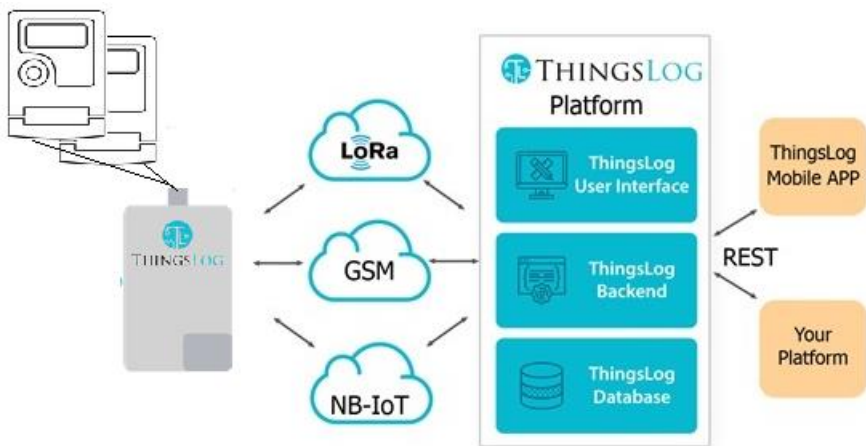 THINGSLOG
LoRa
GSM
NB-IoT
THINGSLOG
Platform
ThingsLog
User Interface
ThingsLog
Backend
ThingsLog
Database
REST
ThingsLog
Mobile APP
Your
Platform